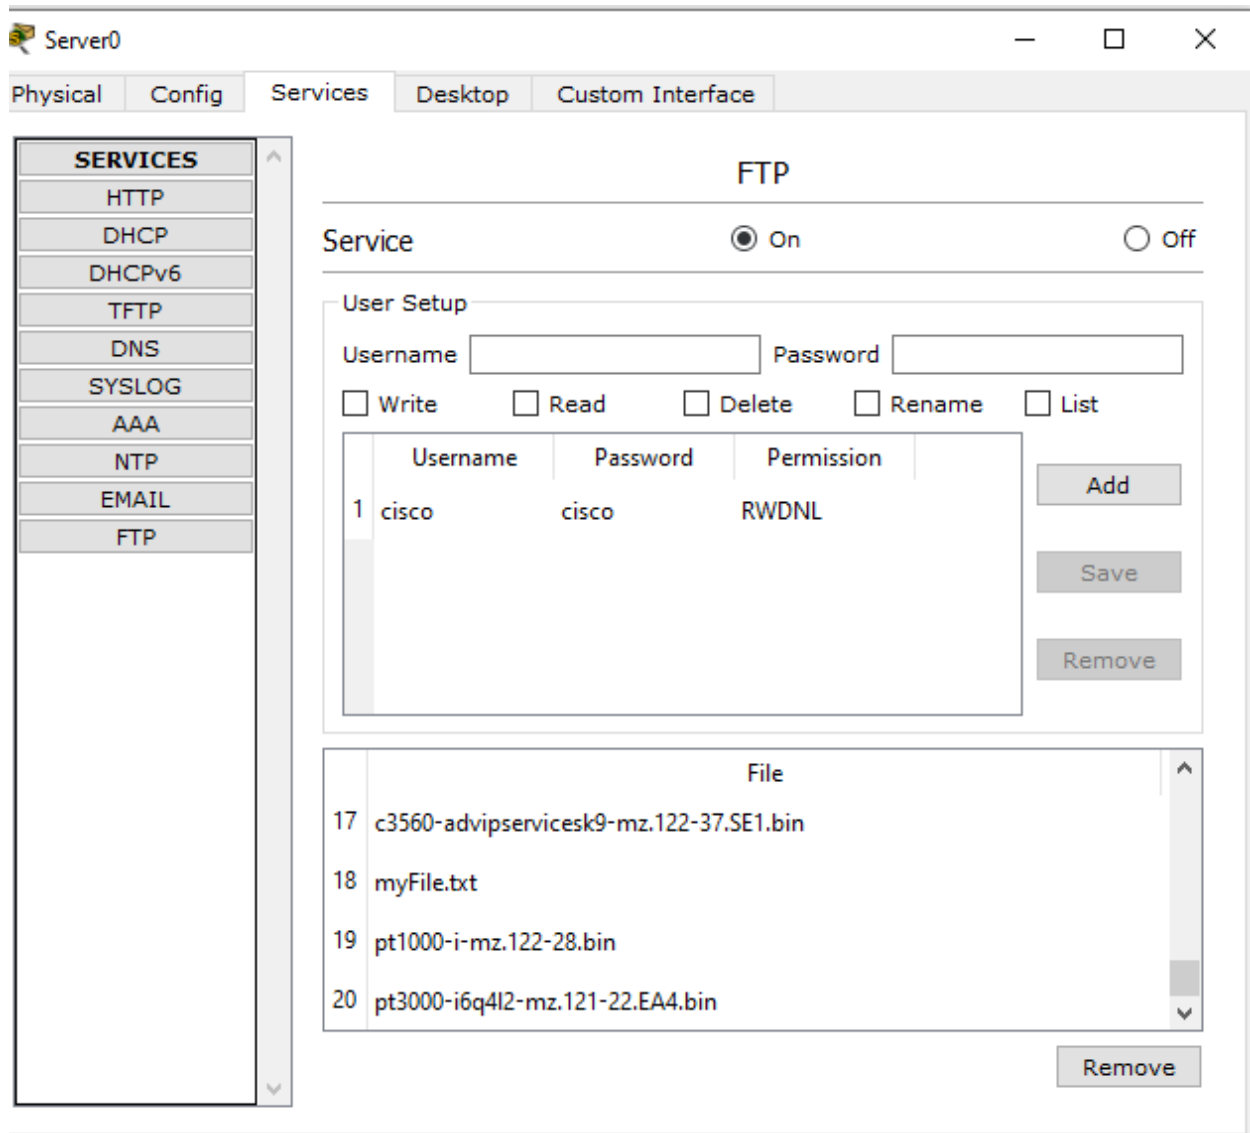 Server0
Physical Config Services Desktop Custom Interface
SERVICES
HTTP
DHCP
DHCPv6
TFTP
DNS
SYSLOG
AAA
NTP
EMAIL
FTP
FTP
Service On Off
User Setup
Username Password
Write Read Delete Rename List
Username Password Permission
1 cisco cisco RWDNL
Add
Save
Remove
File
17 c3560-advipservicesk9-mz.122-37.SE1.bin
18 myFile.txt
19 pt1000-i-mz.122-28.bin
20 pt3000-i6q4l2-mz.121-22.EA4.bin
Remove